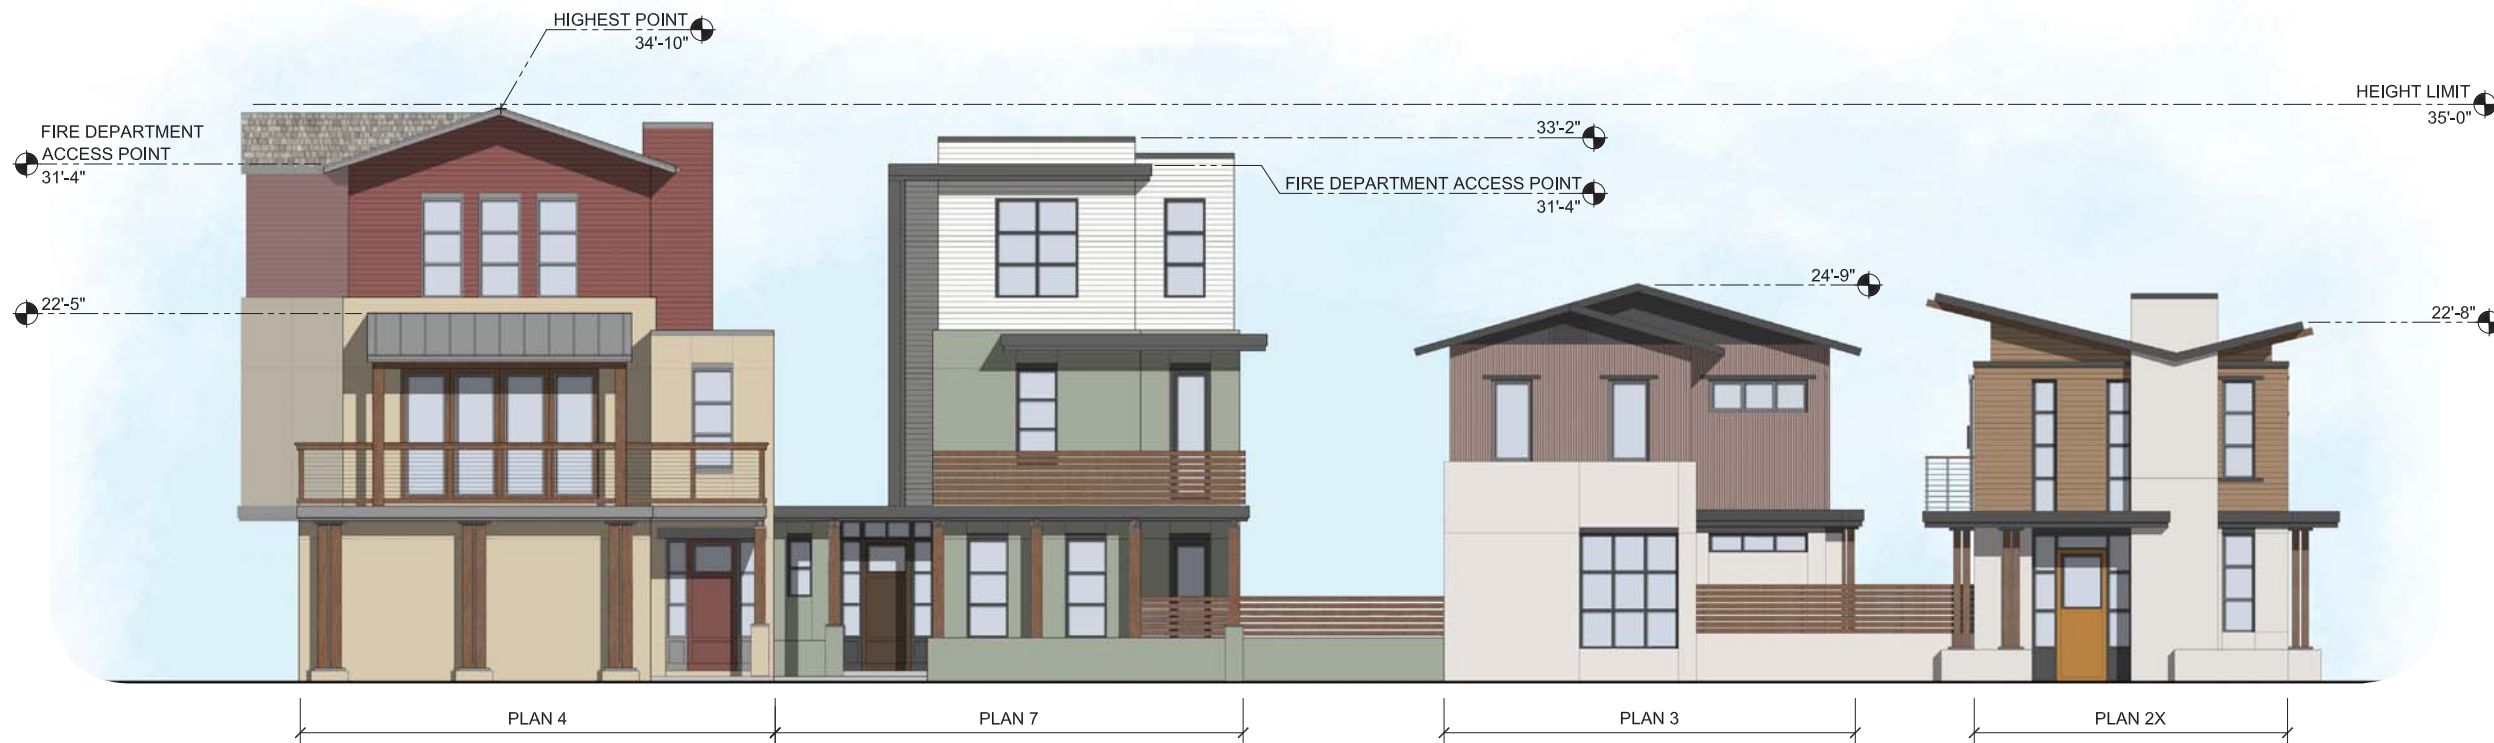 HIGHEST POINT
34'-10"
HEIGHT LIMIT
35'-0"
FIRE DEPARTMENT
ACCESS POINT
31'-4"
33'-2"
FIRE DEPARTMENT ACCESS POINT
31'-4"
22'-5"
24'-9"
22'-8"
PLAN 4
PLAN 7
PLAN 3
PLAN 2X